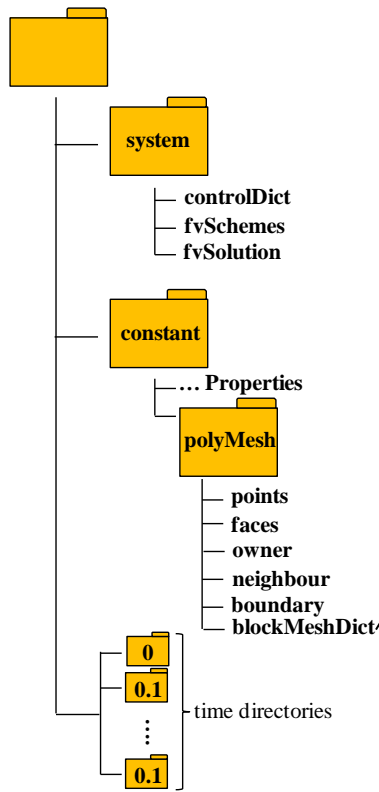 system
controlDict
fvSchemes
fvSolution
constant
... Properties
polyMesh
points
faces
owner
neighbour
boundary
blockMeshDict^
0
0.1
time directories
....
0.1